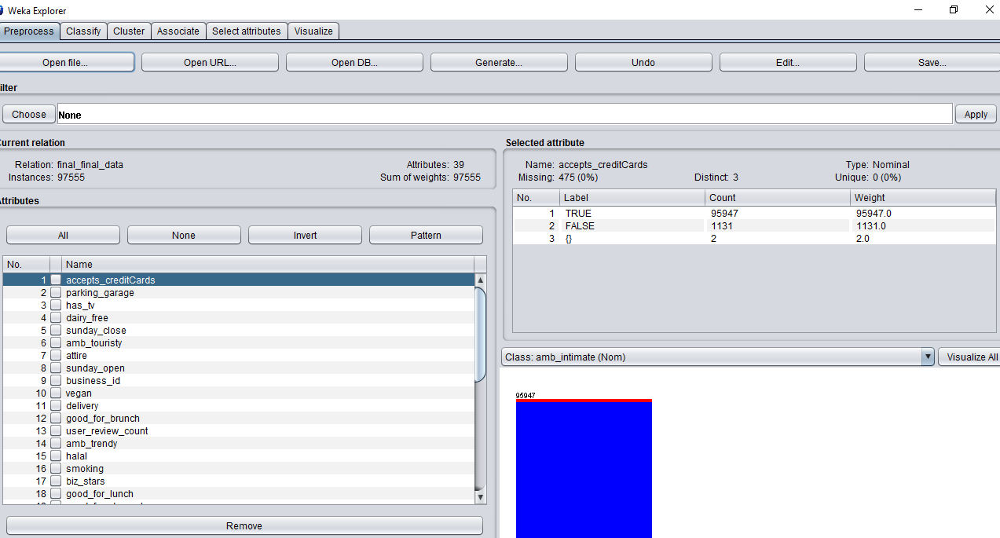 Weka Explorer
Preprocess Classify Cluster Associate Select attributes Visualize
Open file... Open URL... Open DB... Generate... Undo Edit... Save...
ilter
Choose None Apply
Current relation
Relation: final_final_data Attributes: 39
Instances: 97555 Sum of weights: 97555
Attributes
All None Invert Pattern
No. Name
1 accepts_creditCards
2 parking_garage
3 has_tv
4 dairy_free
5 sunday_close
6 amb_touristy
7 attire
8 sunday_open
9 business_id
10 vegan
11 delivery
12 good_for_brunch
13 user_review_count
14 amb_trendy
15 halal
16 smoking
17 biz_stars
18 good_for_lunch
Remove
Selected attribute
Name: accepts_creditCards Type: Nominal
Missing: 475 (0%) Distinct: 3 Unique: 0 (0%)
No. Label Count Weight
1 TRUE 95947 95947.0
2 FALSE 1131 1131.0
3 {} 2 2.0
Class: amb_intimate (Nom) Visualize All
95947